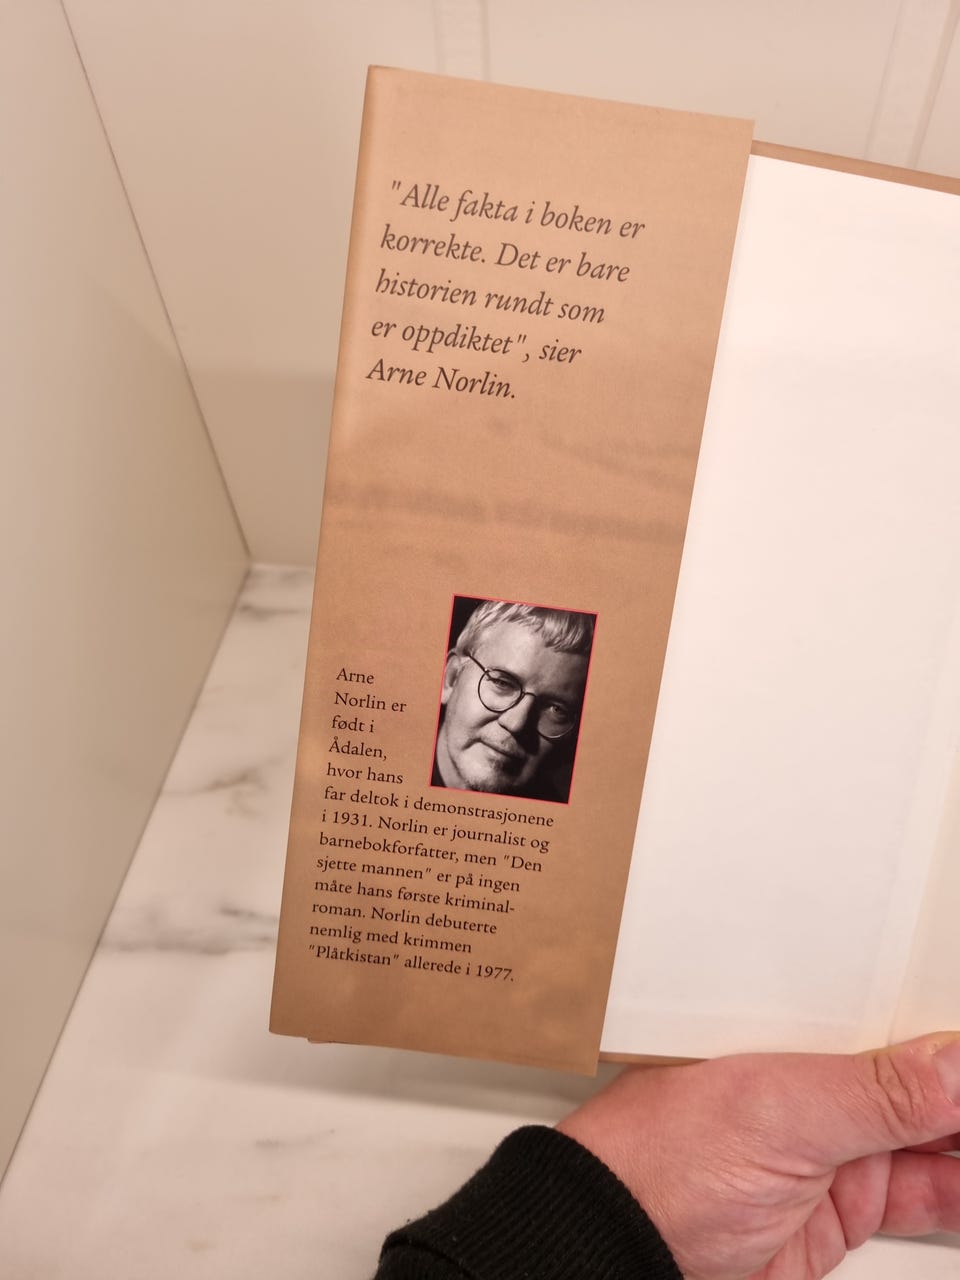 "Alle fakta i boken er
korrekte. Det er bare
historien rundt som
er oppdiktet", sier
Arne Norlin.
Arne
Norlin er
født i
Ådalen,
hvor hans
far deltok i demonstrasjonene
i 1931. Norlin er journalist og
barnebokforfatter, men "Den
sjette mannen" er på ingen
måte hans første kriminal-
roman. Norlin debuterte
nemlig med krimmen
"Plåtkistan" allerede i 1977.